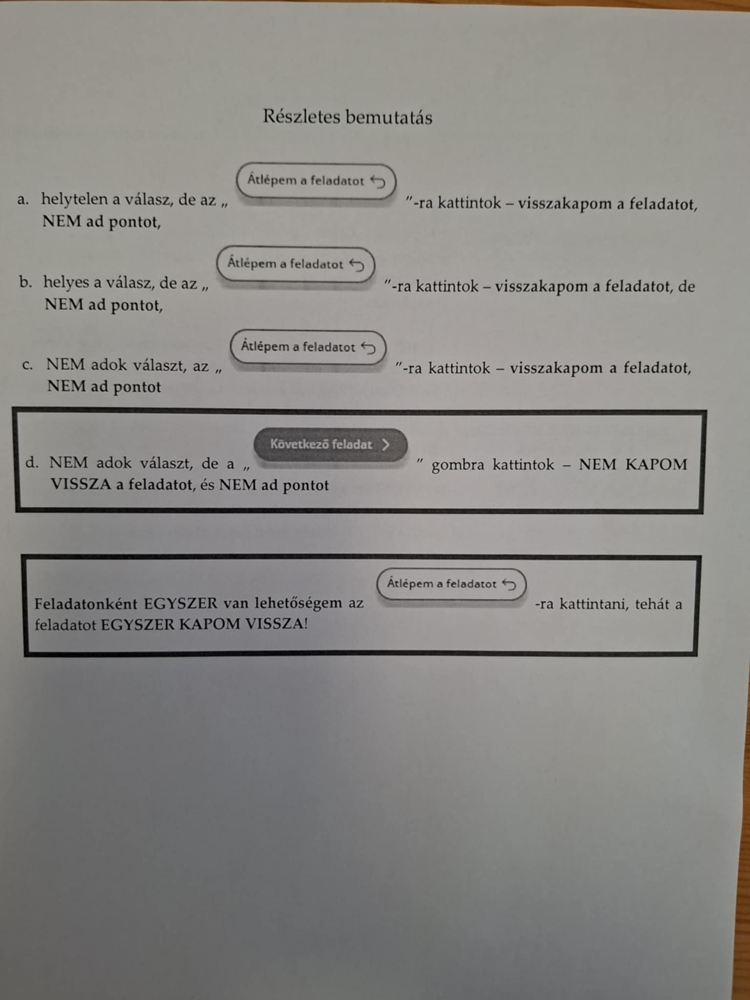 Részletes bemutatás
a. helytelen a válasz, de az „ Átlépem a feladatot ”-ra kattintok – visszakapom a feladatot,
NEM ad pontot,
b. helyes a válasz, de az „ Átlépem a feladatot ”-ra kattintok – visszakapom a feladatot, de
NEM ad pontot,
c. NEM adok választ, az „ Átlépem a feladatot ”-ra kattintok – visszakapom a feladatot,
NEM ad pontot
d. NEM adok választ, de a „ Következő feladat ” gombra kattintok – NEM KAPOM
VISSZA a feladatot, és NEM ad pontot
Feladatonként EGYSZER van lehetőségem az Átlépem a feladatot -ra kattintani, tehát a
feladatot EGYSZER KAPOM VISSZA!